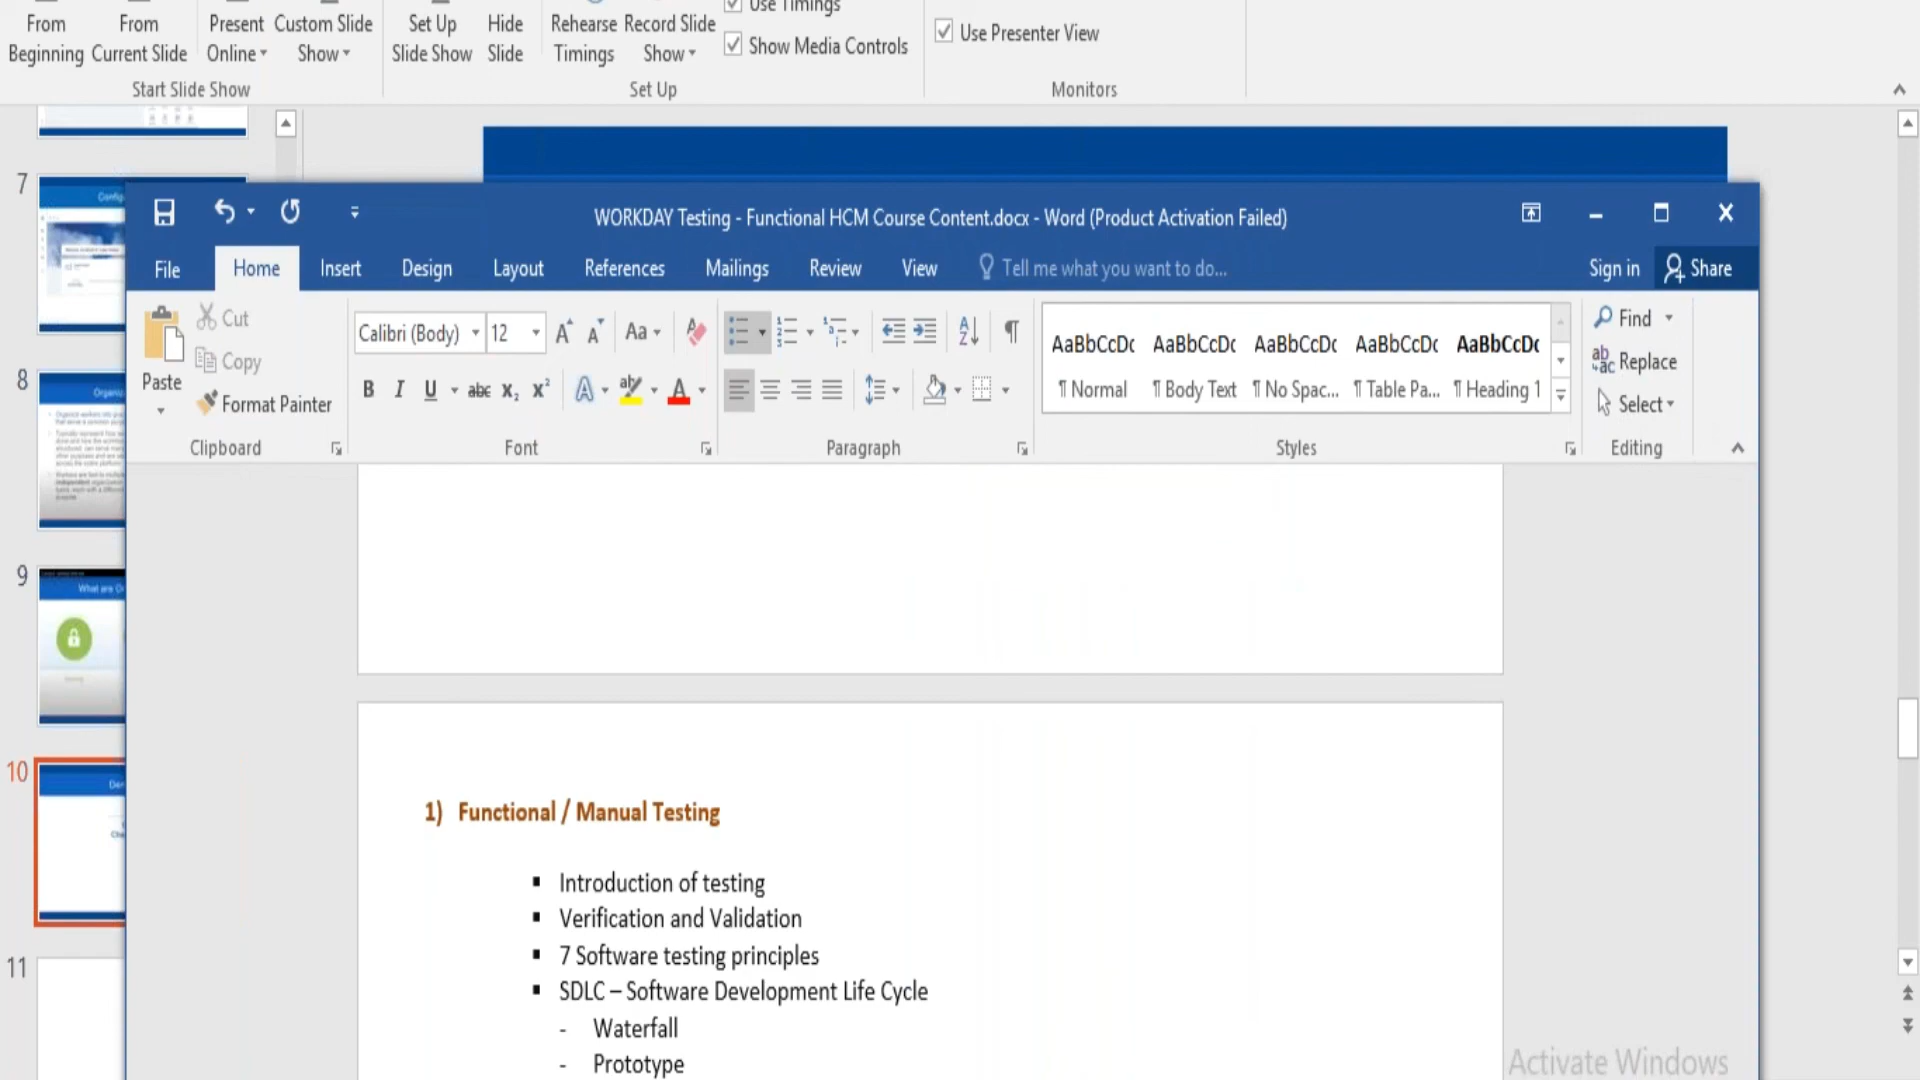 From
Beginning
From
Current Slide
Present
Online
Custom Slide
Show
Set Up
Slide Show
Hide
Slide
Rehearse
Timings
Record Slide
Show
Use Timings
Show Media Controls
Use Presenter View
Start Slide Show
Set Up
Monitors
7
8
9
10
11
WORKDAY Testing - Functional HCM Course Content.docx - Word (Product Activation Failed)
File Home Insert Design Layout References Mailings Review View Tell me what you want to do... Sign in Share
Paste
Cut
Copy
Format Painter
Clipboard
Calibri (Body) 12
Aa
B I U abc X₂ X² A ab A
Font
Paragraph
AaBbCcDc AaBbCcDc AaBbCcDc AaBbCcDc AaBbCcDc
¶ Normal ¶ Body Text ¶ No Spac... ¶ Table Pa... ¶ Heading 1
Styles
Find
Replace
Select
Editing
1) Functional / Manual Testing
▪ Introduction of testing
▪ Verification and Validation
▪ 7 Software testing principles
▪ SDLC – Software Development Life Cycle
- Waterfall
- Prototype
Activate Windows